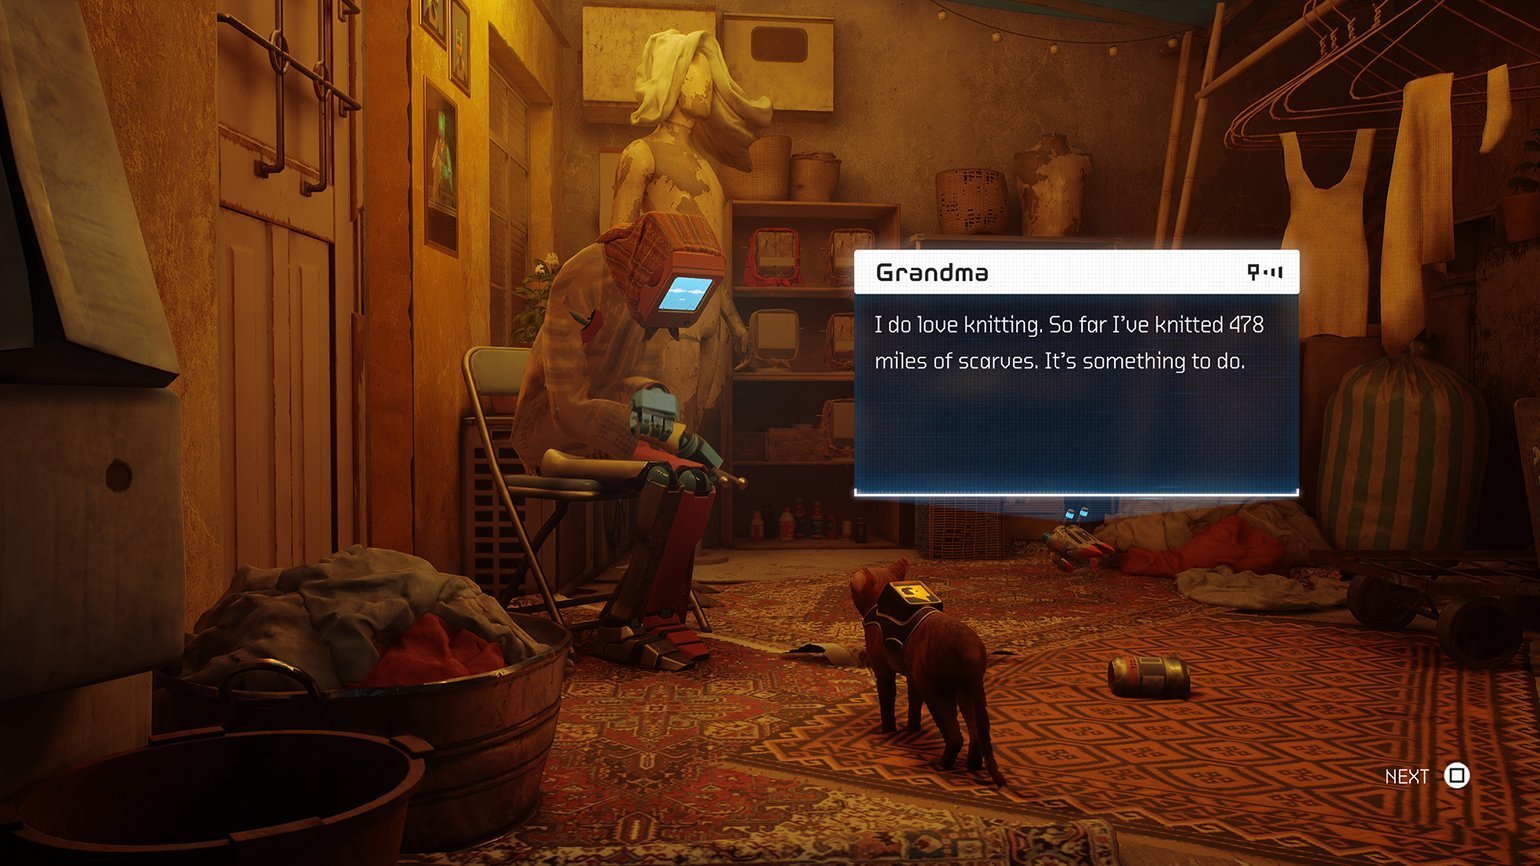 Grandma
I do love knitting. So far I've knitted 478
miles of scarves. It's something to do.
NEXT